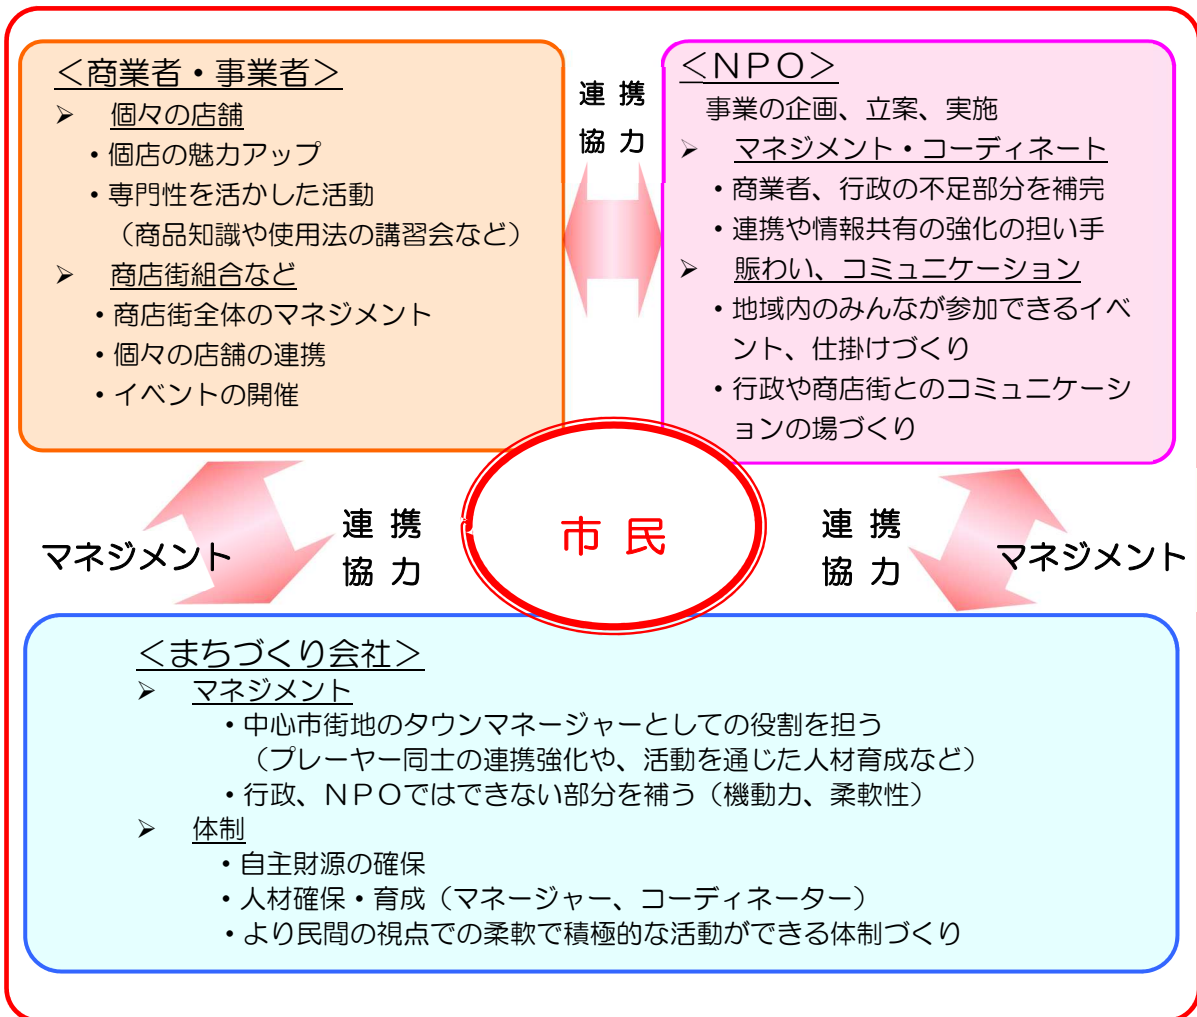 ＜商業者・事業者＞
➢ 個々の店舗
・個店の魅力アップ
・専門性を活かした活動
（商品知識や使用法の講習会など）
➢ 商店街組合など
・商店街全体のマネジメント
・個々の店舗の連携
・イベントの開催
連 携
協 力
＜ＮＰＯ＞
事業の企画、立案、実施
➢ マネジメント・コーディネート
・商業者、行政の不足部分を補完
・連携や情報共有の強化の担い手
➢ 賑わい、コミュニケーション
・地域内のみんなが参加できるイベ
ント、仕掛けづくり
・行政や商店街とのコミュニケーシ
ョンの場づくり
マネジメント
連 携
協 力
市 民
連 携
協 力
マネジメント
＜まちづくり会社＞
➢ マネジメント
・中心市街地のタウンマネージャーとしての役割を担う
（プレーヤー同士の連携強化や、活動を通じた人材育成など）
・行政、ＮＰＯではできない部分を補う（機動力、柔軟性）
➢ 体制
・自主財源の確保
・人材確保・育成（マネージャー、コーディネーター）
・より民間の視点での柔軟で積極的な活動ができる体制づくり